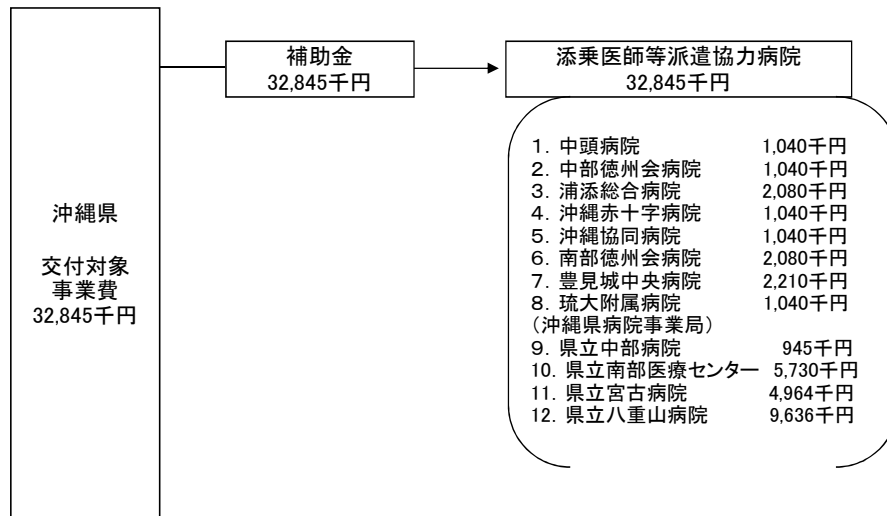 沖縄県
交付対象
事業費
32,845千円
補助金
32,845千円
添乗医師等派遣協力病院
32,845千円
1．中頭病院 1,040千円
2．中部徳州会病院 1,040千円
3．浦添総合病院 2,080千円
4．沖縄赤十字病院 1,040千円
5．沖縄協同病院 1,040千円
6．南部徳州会病院 2,080千円
7．豊見城中央病院 2,210千円
8．琉大附属病院 1,040千円
（沖縄県病院事業局）
9．県立中部病院 945千円
10．県立南部医療センター 5,730千円
11．県立宮古病院 4,964千円
12．県立八重山病院 9,636千円